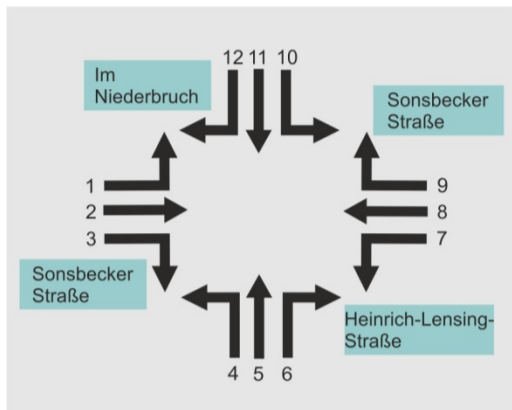 12 11 10
Im
Niederbruch
Sonsbecker
Straße
1
9
2
8
3
7
Sonsbecker
Straße
Heinrich-Lensing-
Straße
4 5 6